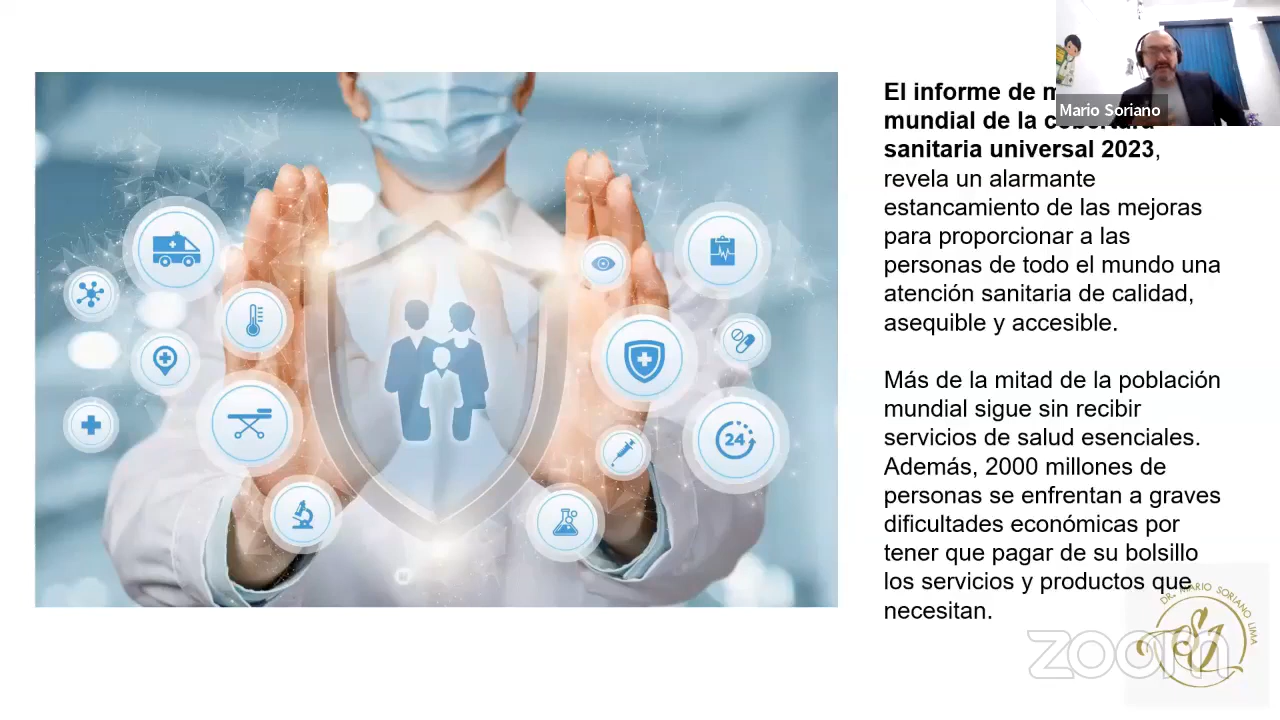 El informe de
Mario Soriano
mundial de la cobertura
sanitaria universal 2023,
revela un alarmante
estancamiento de las mejoras
para proporcionar a las
personas de todo el mundo una
atención sanitaria de calidad,
asequible y accesible.
Más de la mitad de la población
mundial sigue sin recibir
servicios de salud esenciales.
Además, 2000 millones de
personas se enfrentan a graves
dificultades económicas por
tener que pagar de su bolsillo
los servicios y productos que
necesitan.
24
DR. MARIO SORIANO LIMA
zoom